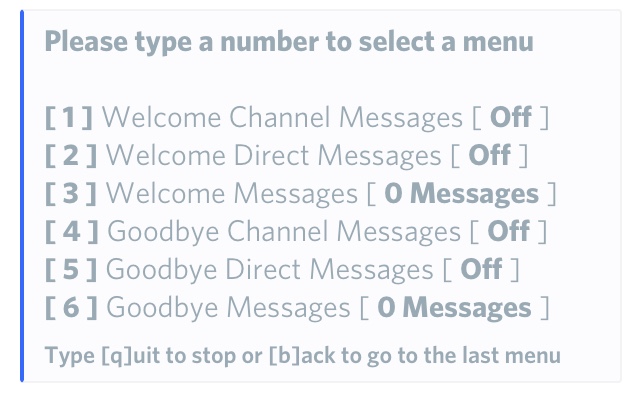 Please type a number to select a menu
[ 1 ] Welcome Channel Messages [ Off ]
[ 2 ] Welcome Direct Messages [ Off ]
[ 3 ] Welcome Messages [ 0 Messages ]
[ 4 ] Goodbye Channel Messages [ Off ]
[ 5 ] Goodbye Direct Messages [ Off ]
[ 6 ] Goodbye Messages [ 0 Messages ]
Type [q]uit to stop or [b]ack to go to the last menu